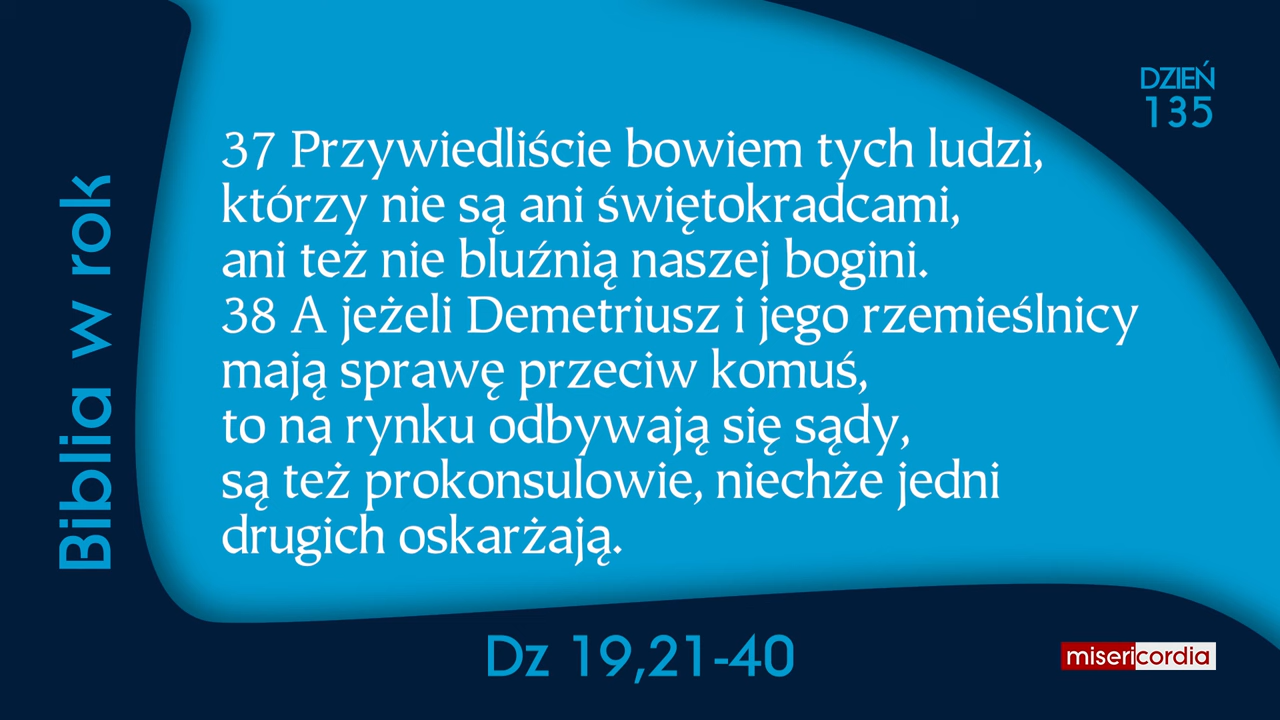 DZIEŃ
135
37 Przywiedliście bowiem tych ludzi,
którzy nie są ani świętokradcami,
ani też nie bluźnią naszej bogini.
38 A jeżeli Demetriusz i jego rzemieślnicy
mają sprawę przeciw komuś,
to na rynku odbywają się sądy,
są też prokonsulowie, niechże jedni
drugich oskarżają.
Biblia w rok
Dz 19,21-40
misericordia